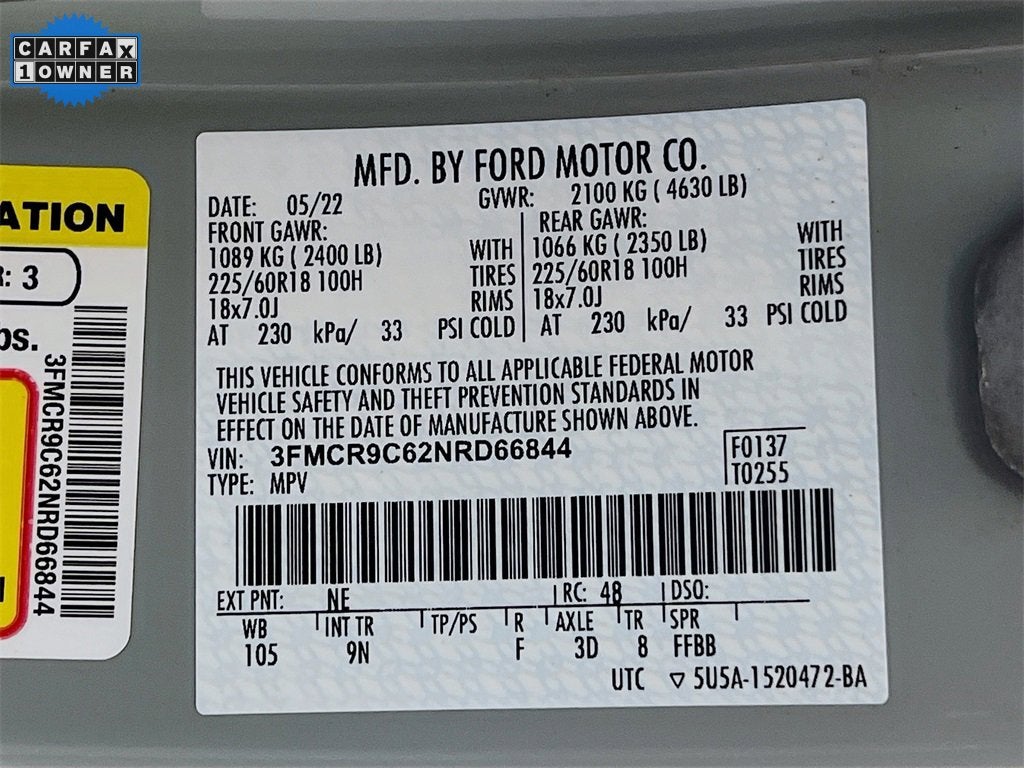 CARFAX
1 OWNER
ATION
R: 3
bs.
3FMCR9C62NRD66844
MFD. BY FORD MOTOR CO.
DATE: 05/22 GVWR: 2100 KG ( 4630 LB)
FRONT GAWR:
1089 KG ( 2400 LB) WITH
225/60R18 100H TIRES
18x7.0J RIMS
AT 230 kPa/ 33 PSI COLD
REAR GAWR:
1066 KG ( 2350 LB) WITH
225/60R18 100H TIRES
18x7.0J RIMS
AT 230 kPa/ 33 PSI COLD
THIS VEHICLE CONFORMS TO ALL APPLICABLE FEDERAL MOTOR
VEHICLE SAFETY AND THEFT PREVENTION STANDARDS IN
EFFECT ON THE DATE OF MANUFACTURE SHOWN ABOVE.
VIN: 3FMCR9C62NRD66844 F0137
TYPE: MPV T0255
EXT PNT: NE RC: 48 DSO:
WB INT TR TP/PS R AXLE TR SPR
105 9N F 3D 8 FFBB
UTC ▽ 5U5A-1520472-BA